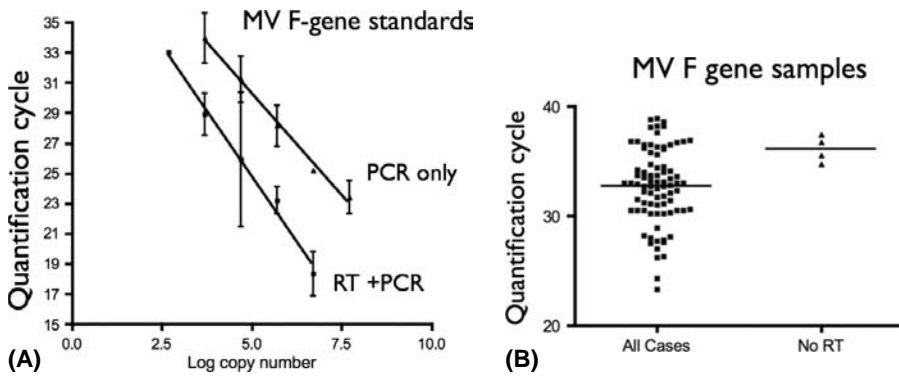 MV F-gene standards
Quantification cycle
35
33
31
29
27
25
23
21
19
17
15
PCR only
RT +PCR
0.0 2.5 5.0 7.5 10.0
Log copy number
(A)
MV F gene samples
Quantification cycle
40
30
20
All Cases No RT
(B)